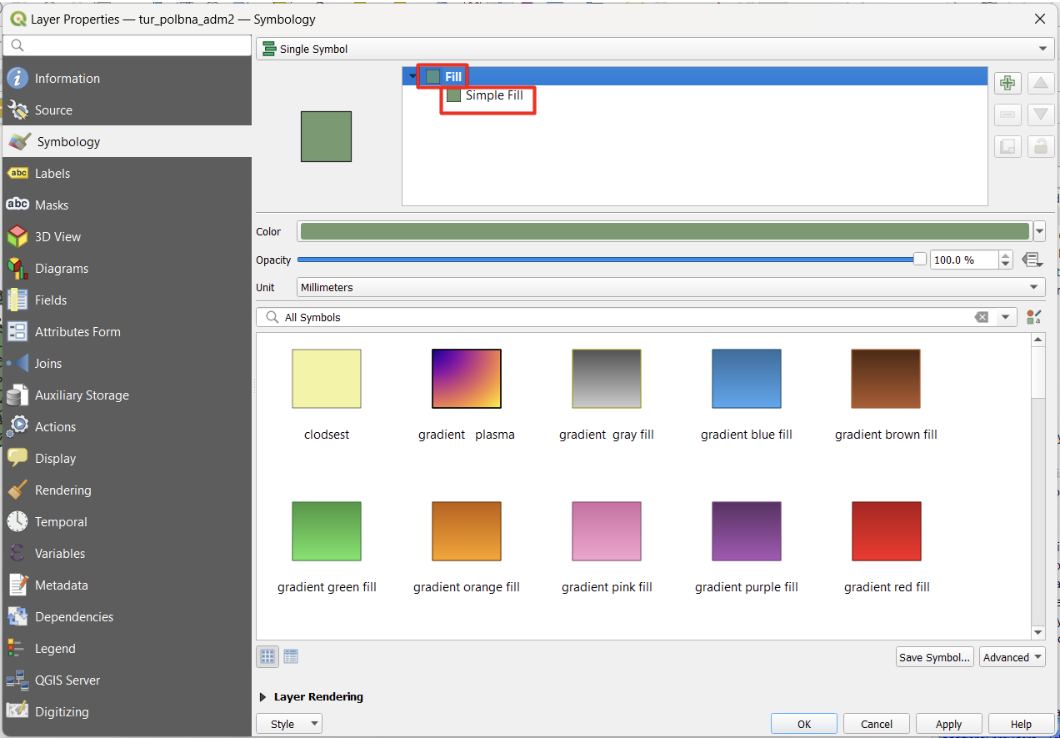 Layer Properties — tur_polbna_adm2 — Symbology
Single Symbol
Information
Source
Symbology
abc Labels
abc Masks
3D View
Diagrams
Fields
Attributes Form
Joins
Auxiliary Storage
Actions
Display
Rendering
Temporal
Variables
Metadata
Dependencies
Legend
QGIS Server
Digitizing
Fill
Simple Fill
Color
Opacity 100.0 %
Unit Millimeters
All Symbols
clodsest
gradient plasma
gradient gray fill
gradient blue fill
gradient brown fill
gradient green fill
gradient orange fill
gradient pink fill
gradient purple fill
gradient red fill
Save Symbol... Advanced
Layer Rendering
Style OK Cancel Apply Help